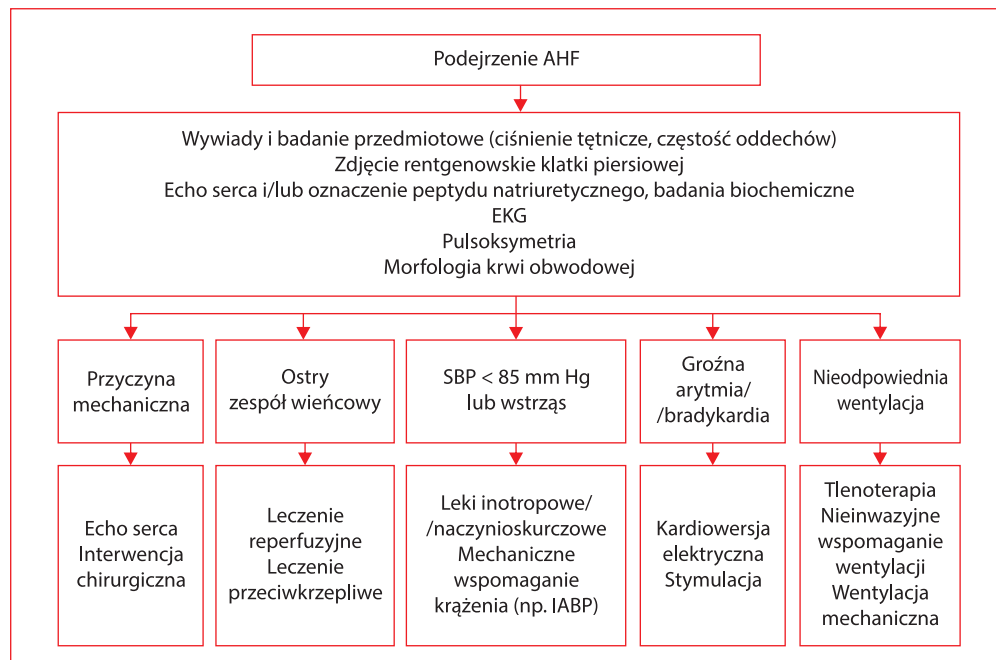 Podejrzenie AHF
Wywiady i badanie przedmiotowe (ciśnienie tętnicze, częstość oddechów)
Zdjęcie rentgenowskie klatki piersiowej
Echo serca i/lub oznaczenie peptydu natriuretycznego, badania biochemiczne
EKG
Pulsoksymetria
Morfologia krwi obwodowej
Przyczyna
mechaniczna
Ostry
zespół wieńcowy
SBP < 85 mm Hg
lub wstrząs
Groźna
arytmia/
/bradykardia
Nieodpowiednia
wentylacja
Echo serca
Interwencja
chirurgiczna
Leczenie
reperfuzyjne
Leczenie
przeciwkrzepliwe
Leki inotropowe/
/naczynioskurczowe
Mechaniczne
wspomaganie
krążenia (np. IABP)
Kardiowersja
elektryczna
Stymulacja
Tlenoterapia
Nieinwazyjne
wspomaganie
wentylacji
Wentylacja
mechaniczna